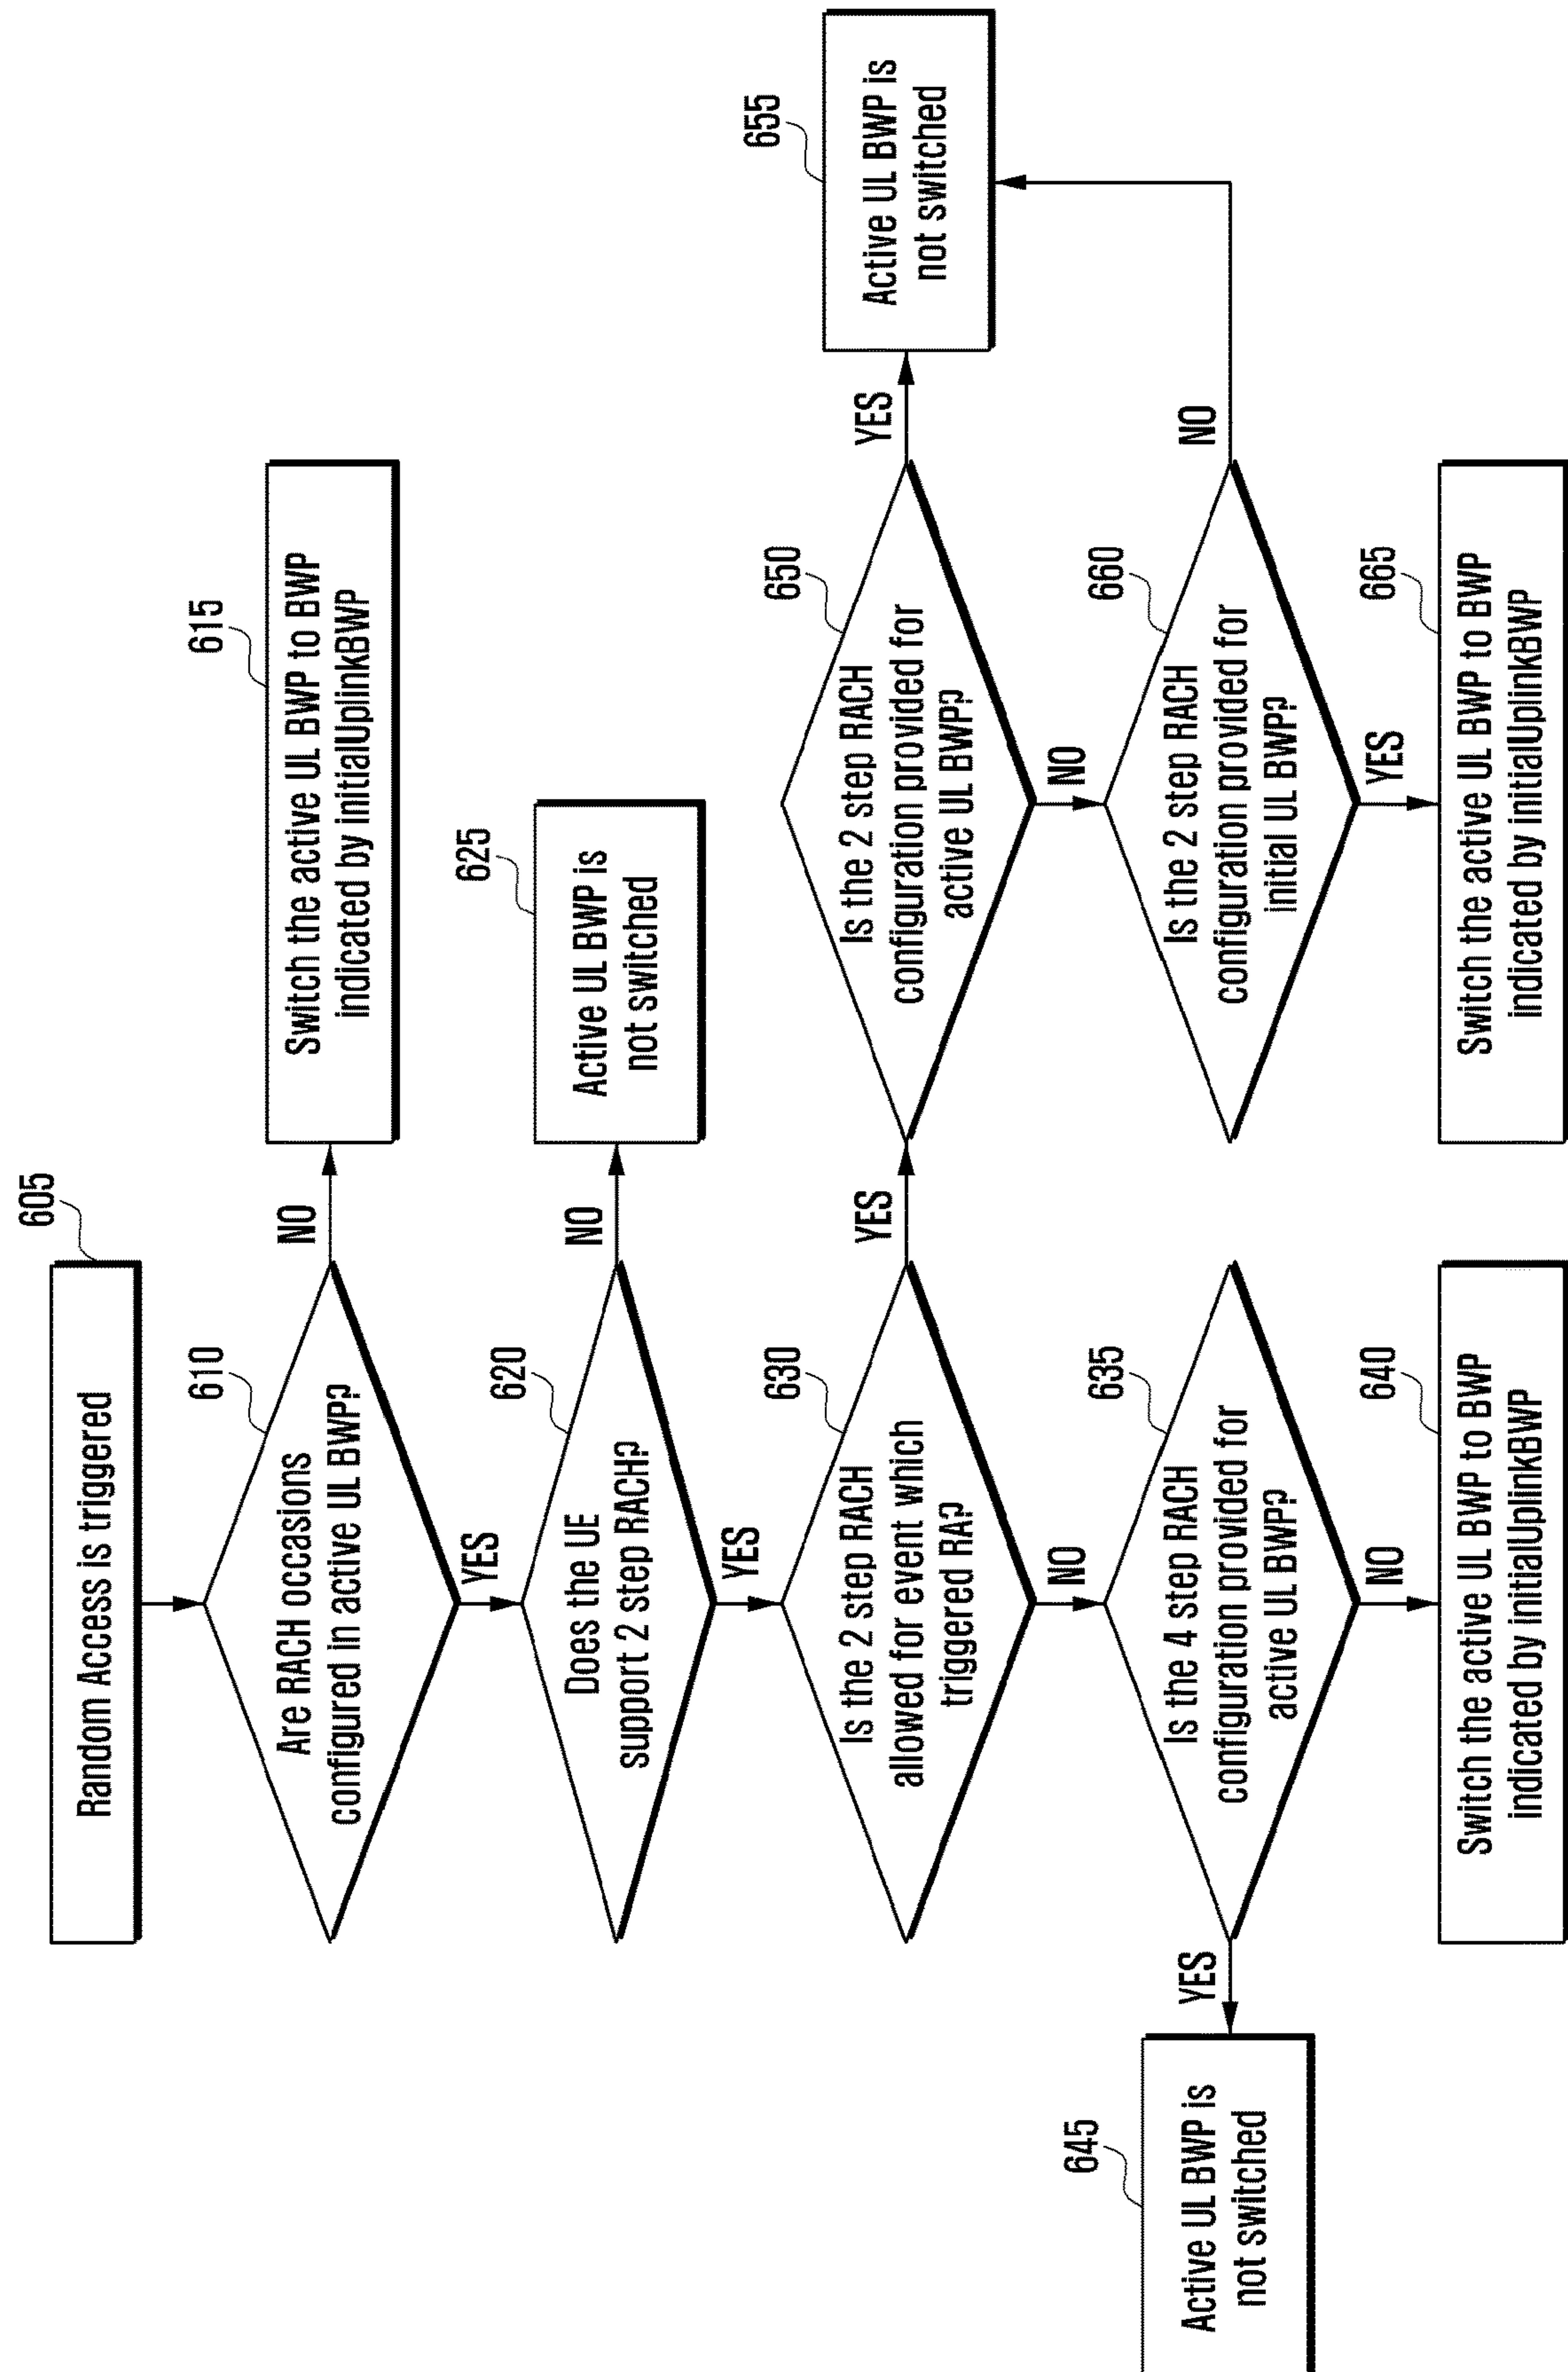 605
Random Access is triggered
610
Are RACH occasions
configured in active UL BWP?
NO
615
Switch the active UL BWP to BWP
indicated by initialUplinkBWP
YES
620
Does the UE
support 2 step RACH?
NO
625
Active UL BWP is
not switched
YES
630
Is the 2 step RACH
allowed for event which
triggered RA?
YES
650
Is the 2 step RACH
configuration provided for
active UL BWP?
YES
655
Active UL BWP is
not switched
NO
635
Is the 4 step RACH
configuration provided for
active UL BWP?
YES
645
Active UL BWP is
not switched
NO
640
Switch the active UL BWP to BWP
indicated by initialUplinkBWP
NO
660
Is the 2 step RACH
configuration provided for
initial UL BWP?
NO
YES
665
Switch the active UL BWP to BWP
indicated by initialUplinkBWP